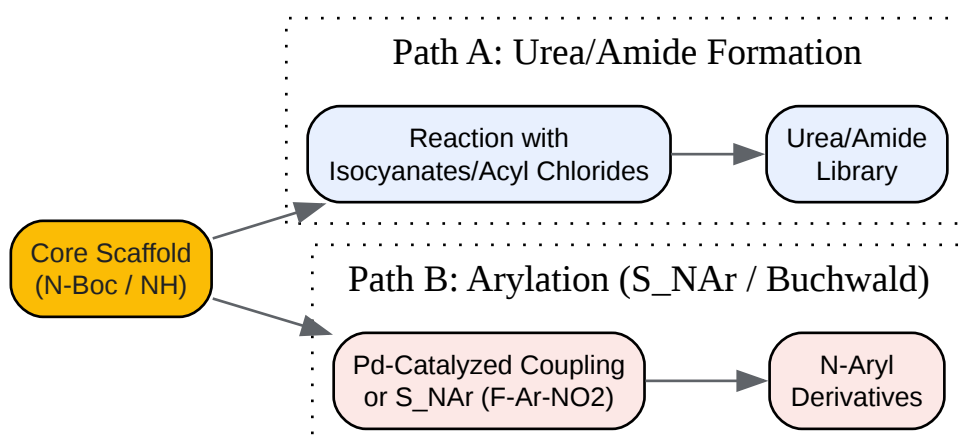 Path A: Urea/Amide Formation
Reaction with
Isocyanates/Acyl Chlorides
Urea/Amide
Library
Core Scaffold
(N-Boc / NH)
Path B: Arylation (S_NAr / Buchwald)
Pd-Catalyzed Coupling
or S_NAr (F-Ar-NO2)
N-Aryl
Derivatives